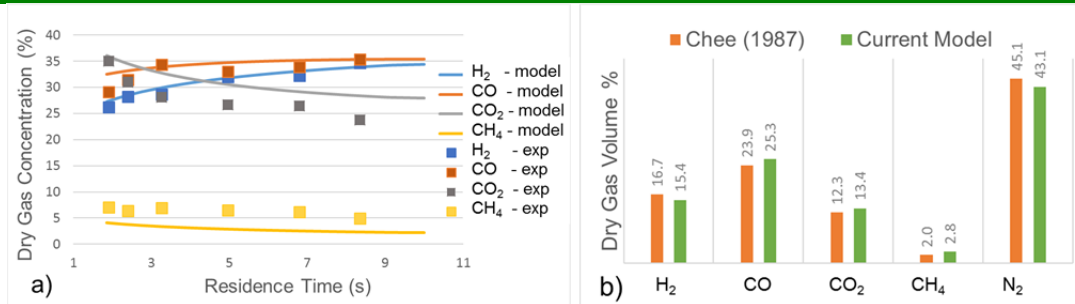 Dry Gas Concentration (%)
40
35
30
25
20
15
10
5
0
1
3
5
7
9
11
Residence Time (s)
a)
H₂ - model
CO - model
CO₂ - model
CH₄ - model
H₂ - exp
CO - exp
CO₂ - exp
CH₄ - exp
Chee (1987)
Current Model
Dry Gas Volume %
16.7
15.4
23.9
25.3
12.3
13.4
2.0
2.8
45.1
43.1
b)
H₂
CO
CO₂
CH₄
N₂